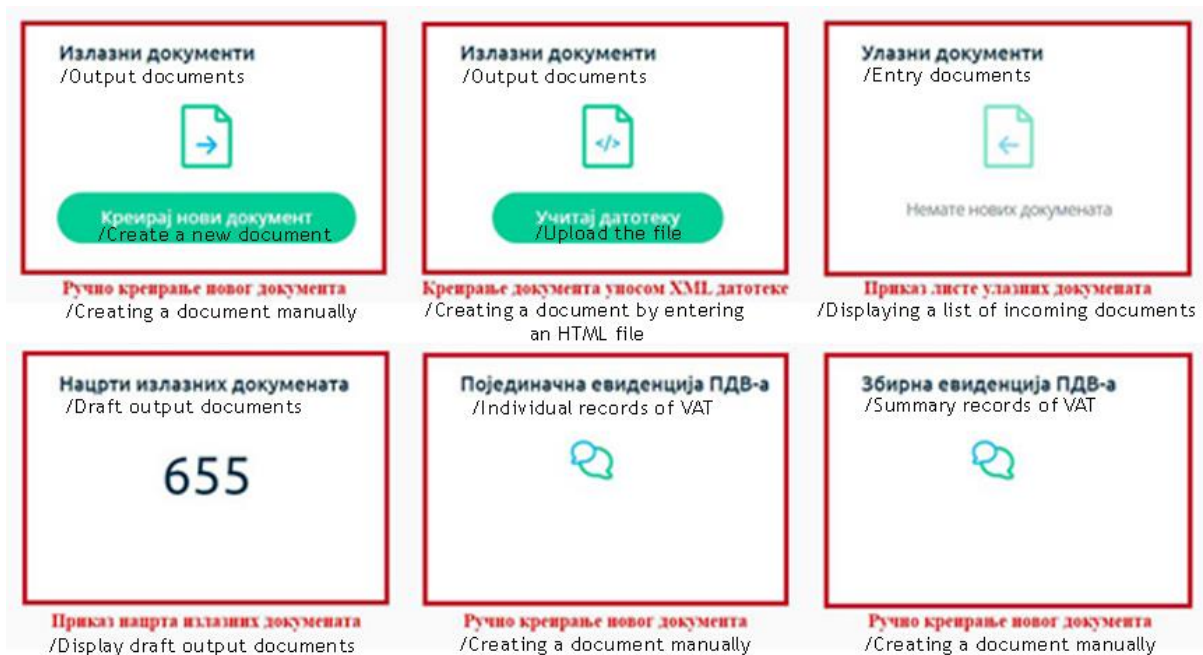 Излазни документи
/Output documents
Креирај нови документ
/Create a new document
Ручно креирање новог документа
/Creating a document manually
Излазни документи
/Output documents
</>
Учитај датотеку
/Upload the file
Креирање документа уносом XML датотеке
/Creating a document by entering
an HTML file
Улазни документи
/Entry documents
Немате нових докумената
Приказ листе улазних докумената
/Displaying a list of incoming documents
Нацрти излазних докумената
/Draft output documents
655
Приказ нацрта излазних докумената
/Display draft output documents
Појединачна евиденција ПДВ-а
/Individual records of VAT
Ручно креирање новог документа
/Creating a document manually
Збирна евиденција ПДВ-а
/Summary records of VAT
Ручно креирање новог документа
/Creating a document manually